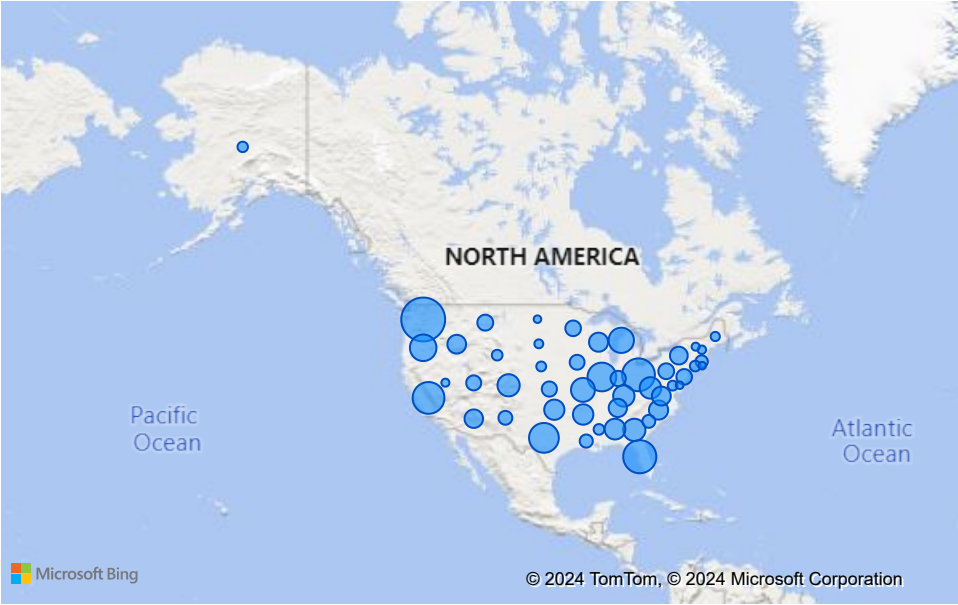 NORTH AMERICA
Pacific
Ocean
Atlantic
Ocean
Microsoft Bing
© 2024 TomTom, © 2024 Microsoft Corporation